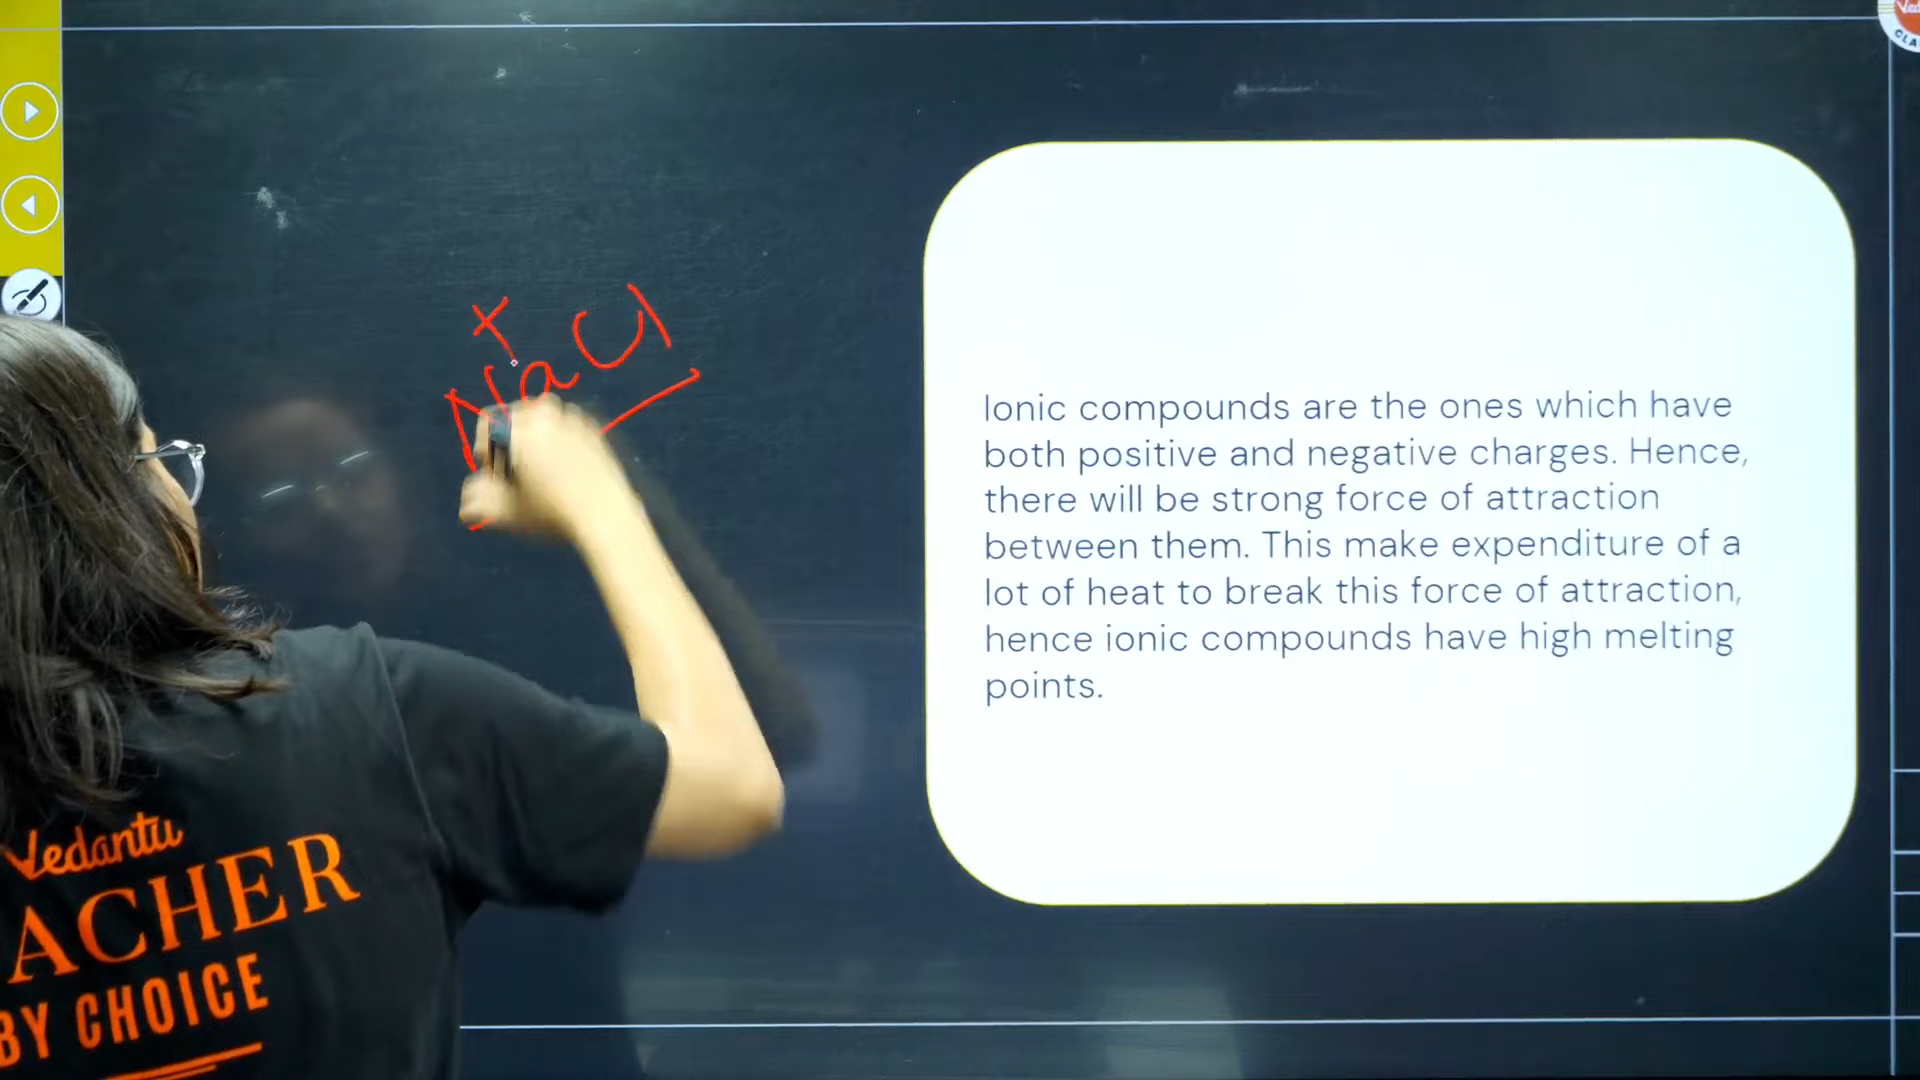 +
NaCl
Ionic compounds are the ones which have
both positive and negative charges. Hence,
there will be strong force of attraction
between them. This make expenditure of a
lot of heat to break this force of attraction,
hence ionic compounds have high melting
points.
Vedantu
ACHER
BY CHOICE